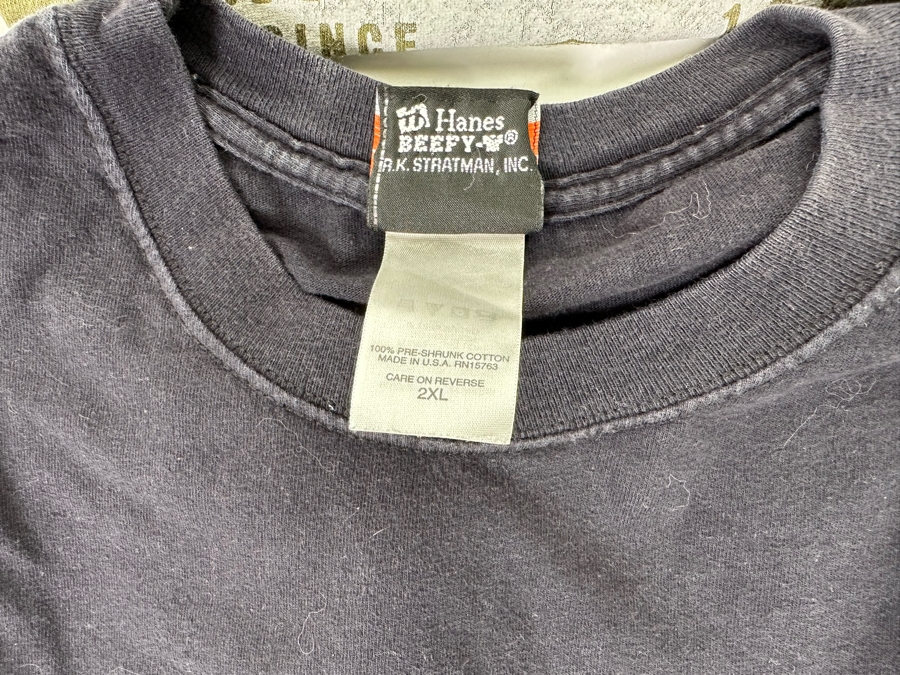 SINCE
Hanes
BEEFY-T®
R.K. STRATMAN, INC.
100% PRE-SHRUNK COTTON
MADE IN U.S.A. RN15763
CARE ON REVERSE
2XL